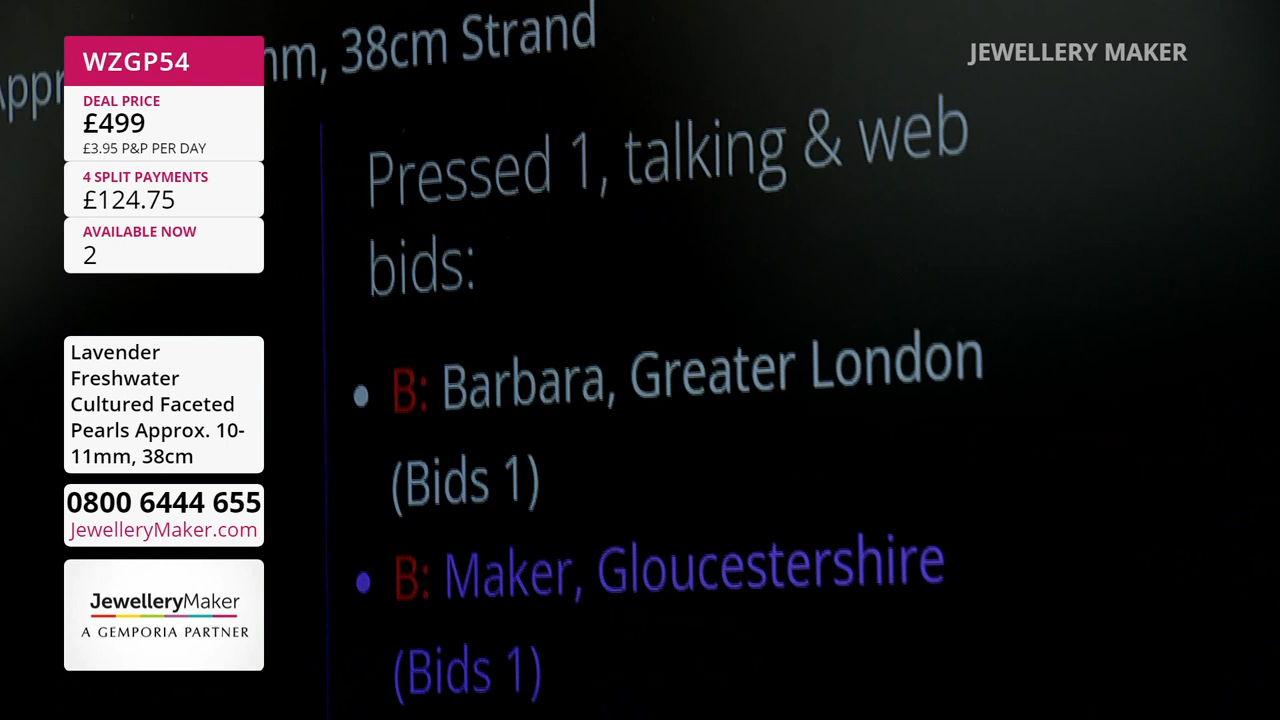 WZGP54
DEAL PRICE
£499
£3.95 P&P PER DAY
4 SPLIT PAYMENTS
£124.75
AVAILABLE NOW
2
Lavender
Freshwater
Cultured Faceted
Pearls Approx. 10-
11mm, 38cm
0800 6444 655
JewelleryMaker.com
JewelleryMaker
A GEMPORIA PARTNER
JEWELLERY MAKER
38cm Strand
Pressed 1, talking & web
bids:
• B: Barbara, Greater London
(Bids 1)
• B: Maker, Gloucestershire
(Bids 1)